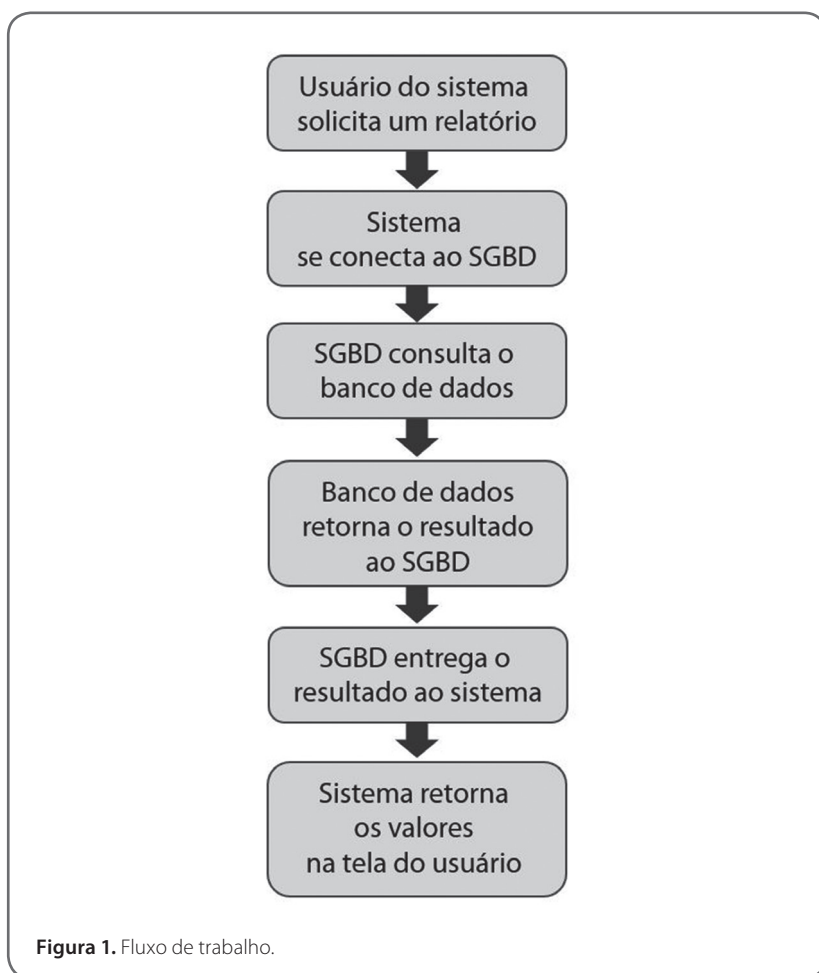 Usuário do sistema
solicita um relatório
Sistema
se conecta ao SGBD
SGBD consulta o
banco de dados
Banco de dados
retorna o resultado
ao SGBD
SGBD entrega o
resultado ao sistema
Sistema retorna
os valores
na tela do usuário
Figura 1. Fluxo de trabalho.